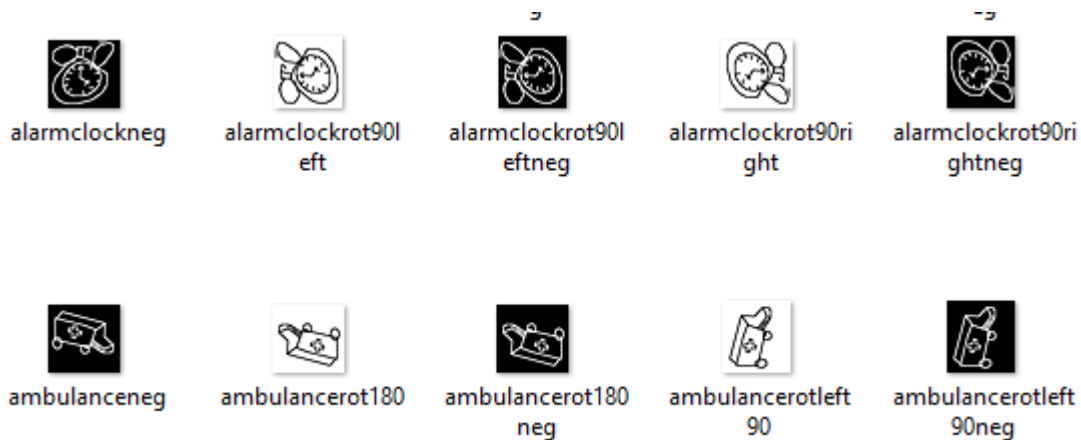 g
alarmclockneg
alarmclockrot90l
eft
alarmclockrot90l
eftneg
alarmclockrot90ri
ght
alarmclockrot90ri
ghtneg
ambulanceneg
ambulancerot180
ambulancerot180
neg
ambulancerotleft
90
ambulancerotleft
90neg